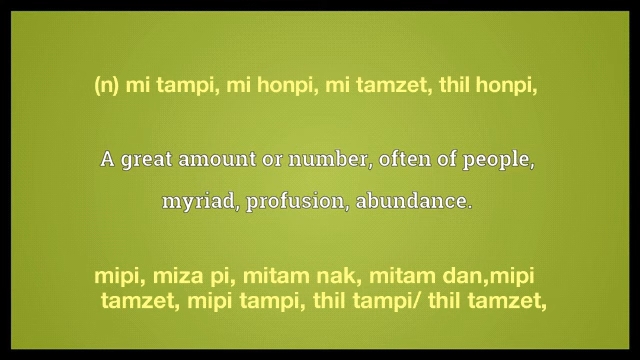 (n) mi tampi, mi honpi, mi tamzet, thil honpi,
A great amount or number, often of people,
myriad, profusion, abundance.
mipi, miza pi, mitam nak, mitam dan,mipi
tamzet, mipi tampi, thil tampi/ thil tamzet,